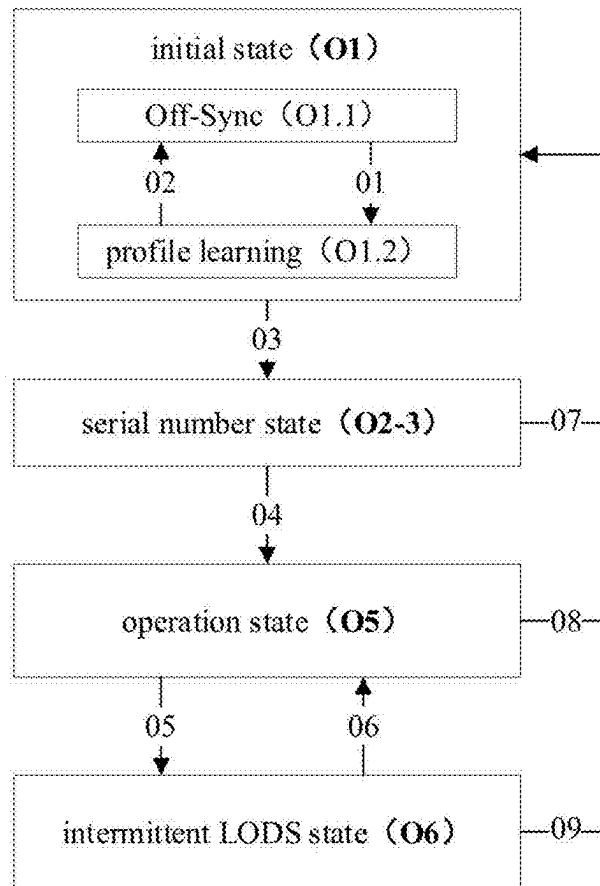 initial state（O1）
Off-Sync（O1.1）
02
01
profile learning（O1.2）
03
serial number state（O2-3）
07
04
operation state（O5）
08
05
06
intermittent LODS state（O6）
09